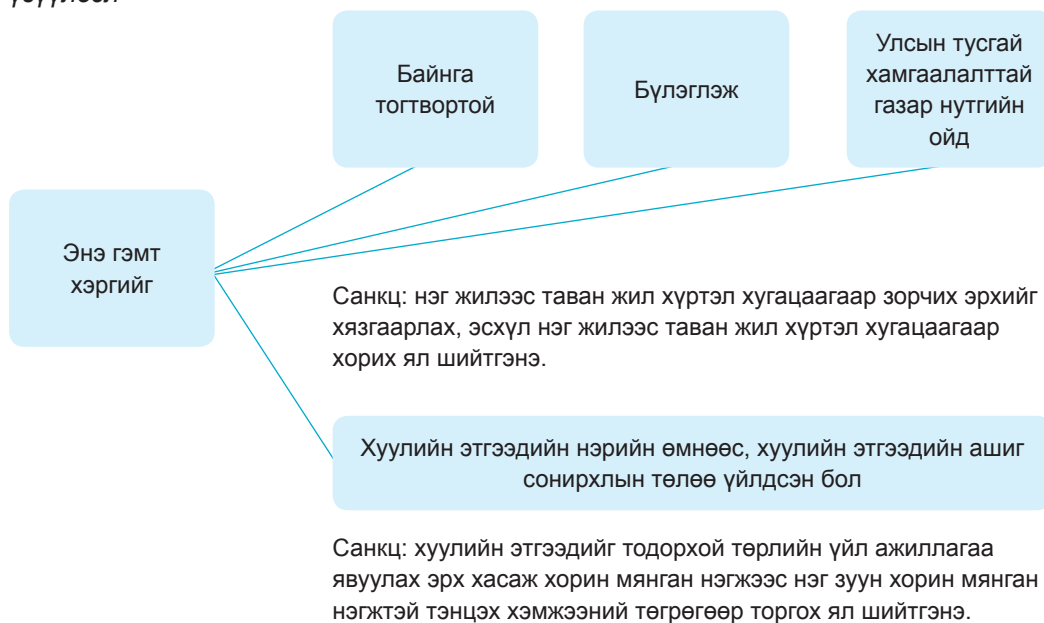 Байнга
тогтвортой
Бүлэглэж
Улсын тусгай
хамгаалалттай
газар нутгийн
ойд
Энэ гэмт
хэргийг
Санкц: нэг жилээс таван жил хүртэл хугацаагаар зорчих эрхийг
хязгаарлах, эсхүл нэг жилээс таван жил хүртэл хугацаагаар
хорих ял шийтгэнэ.
Хуулийн этгээдийн нэрийн өмнөөс, хуулийн этгээдийн ашиг
сонирхлын төлөө үйлдсэн бол
Санкц: хуулийн этгээдийг тодорхой төрлийн үйл ажиллагаа
явуулах эрх хасаж хорин мянган нэгжээс нэг зуун хорин мянган
нэгжтэй тэнцэх хэмжээний төгрөгөөр торгох ял шийтгэнэ.